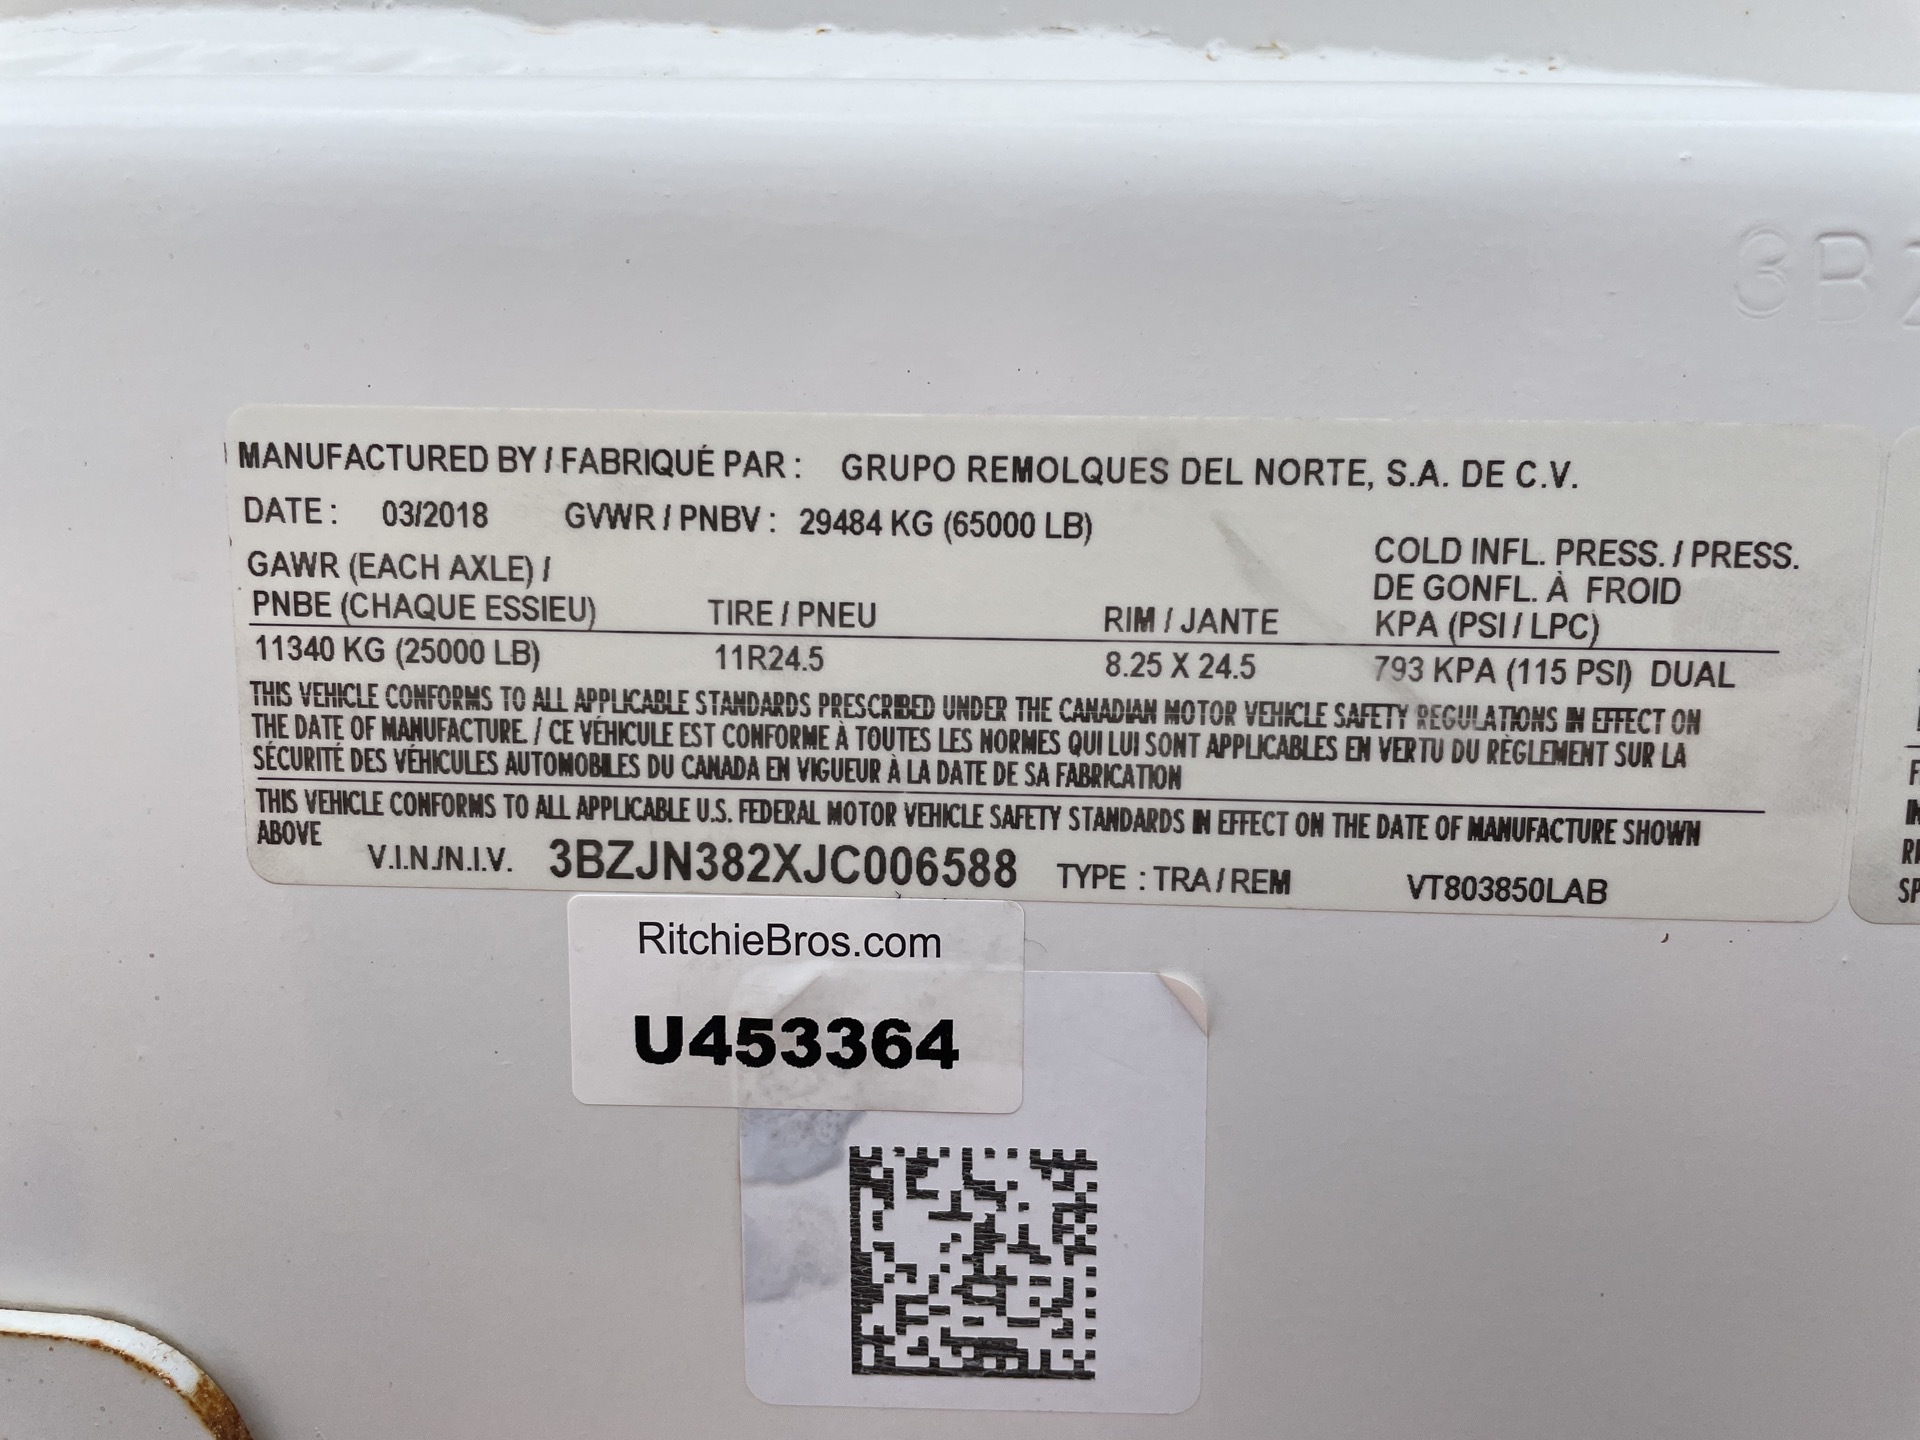 3B
MANUFACTURED BY / FABRIQUÉ PAR : GRUPO REMOLQUES DEL NORTE, S.A. DE C.V.
DATE : 03/2018 GVWR / PNBV : 29484 KG (65000 LB)
GAWR (EACH AXLE) /
PNBE (CHAQUE ESSIEU) TIRE / PNEU RIM / JANTE COLD INFL. PRESS. / PRESS.
DE GONFL. À FROID
KPA (PSI / LPC)
11340 KG (25000 LB) 11R24.5 8.25 X 24.5 793 KPA (115 PSI) DUAL
THIS VEHICLE CONFORMS TO ALL APPLICABLE STANDARDS PRESCRIBED UNDER THE CANADIAN MOTOR VEHICLE SAFETY REGULATIONS IN EFFECT ON
THE DATE OF MANUFACTURE. / CE VÉHICULE EST CONFORME À TOUTES LES NORMES QUI LUI SONT APPLICABLES EN VERTU DU RÈGLEMENT SUR LA
SÉCURITÉ DES VÉHICULES AUTOMOBILES DU CANADA EN VIGUEUR À LA DATE DE SA FABRICATION
THIS VEHICLE CONFORMS TO ALL APPLICABLE U.S. FEDERAL MOTOR VEHICLE SAFETY STANDARDS IN EFFECT ON THE DATE OF MANUFACTURE SHOWN
ABOVE
V.I.N./N.I.V. 3BZJN382XJC006588 TYPE : TRA / REM VT803850LAB
RitchieBros.com
U453364